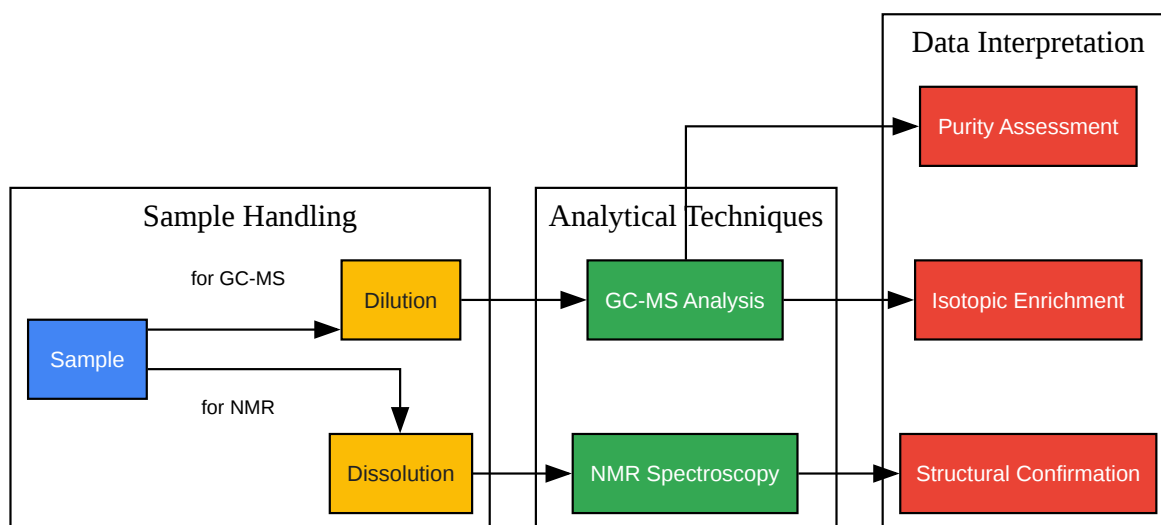 Data Interpretation
Purity Assessment
Sample Handling
Analytical Techniques
for GC-MS
Dilution
GC-MS Analysis
Isotopic Enrichment
Sample
for NMR
Dissolution
NMR Spectroscopy
Structural Confirmation